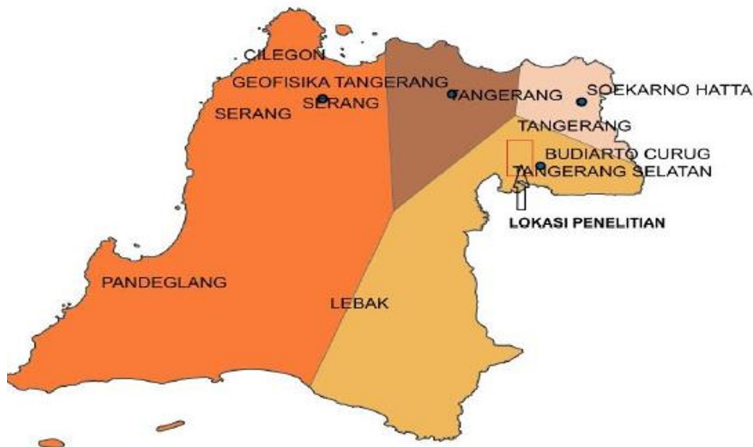 CILEGON
GEOFISIKA TANGERANG
SERANG
SERANG
TANGERANG
SOEKARNO HATTA
TANGERANG
BUDIARTO CURUG
TANGERANG SELATAN
LOKASI PENELITIAN
PANDEGLANG
LEBAK